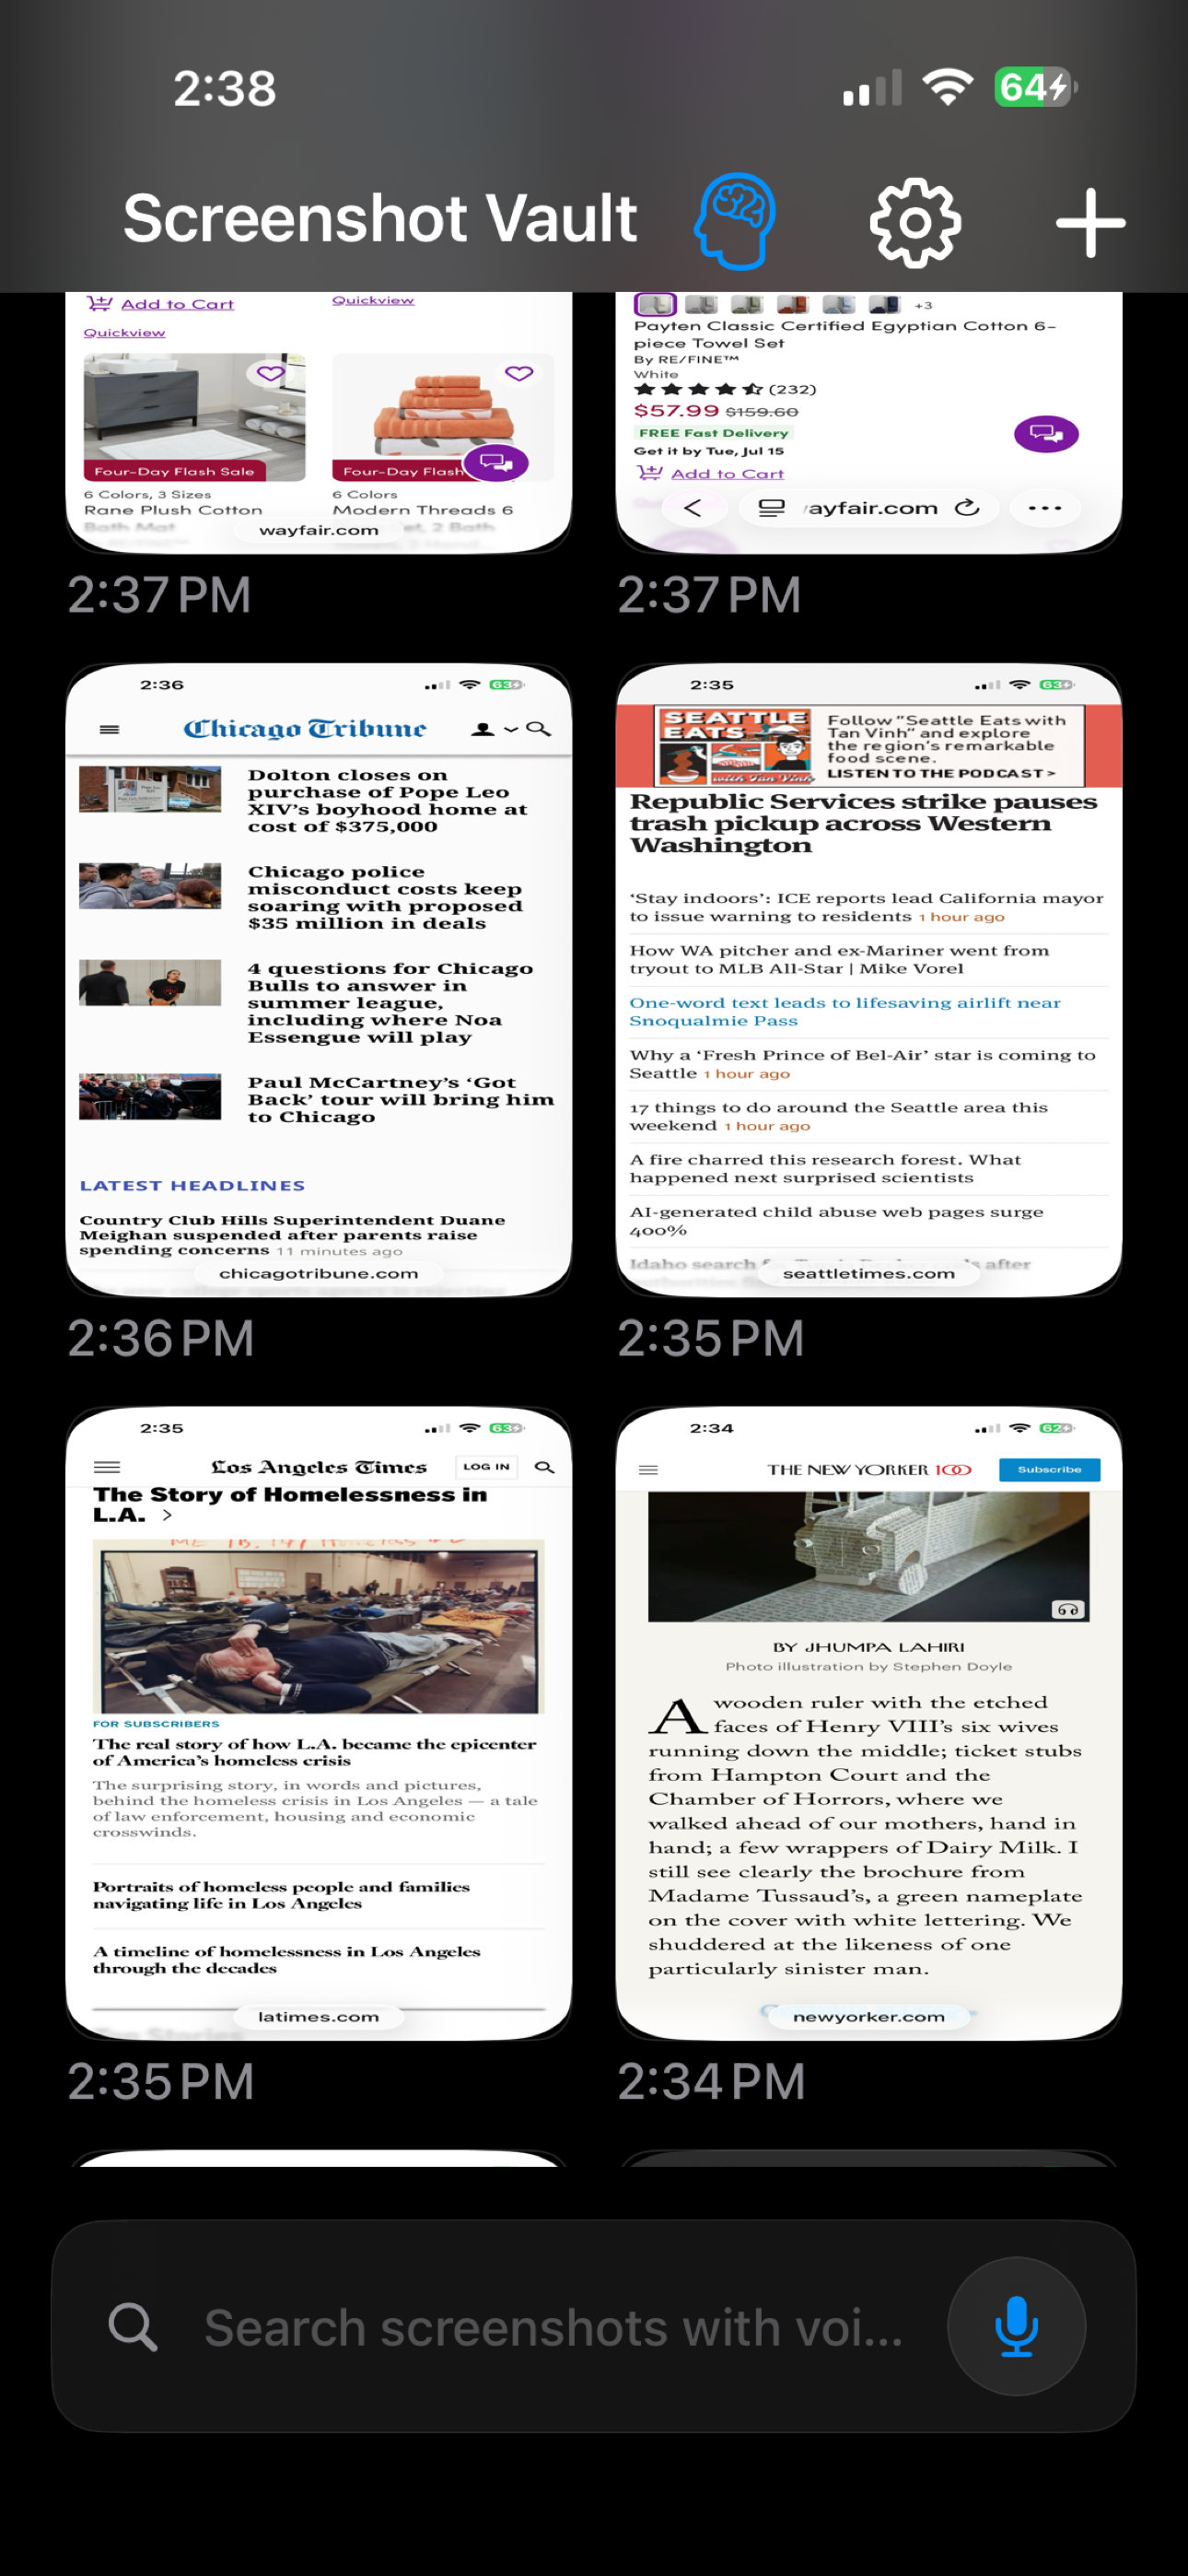 2:38
64
Screenshot Vault
Add to Cart
Quickview
Quickview
Four-Day Flash Sale
6 Colors, 3 Sizes
Rane Plush Cotton
Bath Mat
Four-Day Flash
6 Colors
Modern Threads 6
wayfair.com
2:37 PM
+3
Payten Classic Certified Egyptian Cotton 6-
piece Towel Set
By RE/FINE™
White
(232)
$57.99 $159.60
FREE Fast Delivery
Get it by Tue, Jul 15
Add to Cart
ayfair.com
2:37 PM
2:36
63
Chicago Tribune
Dolton closes on
purchase of Pope Leo
XIV’s boyhood home at
cost of $375,000
Chicago police
misconduct costs keep
soaring with proposed
$35 million in deals
4 questions for Chicago
Bulls to answer in
summer league,
including where Noa
Essengue will play
Paul McCartney’s ‘Got
Back’ tour will bring him
to Chicago
LATEST HEADLINES
Country Club Hills Superintendent Duane
Meighan suspended after parents raise
spending concerns 11 minutes ago
chicagotribune.com
2:36 PM
2:35
63
SEATTLE
EATS
with Tan Vinh
Follow “Seattle Eats with
Tan Vinh” and explore
the region’s remarkable
food scene.
LISTEN TO THE PODCAST >
Republic Services strike pauses
trash pickup across Western
Washington
‘Stay indoors’: ICE reports lead California mayor
to issue warning to residents 1 hour ago
How WA pitcher and ex-Mariner went from
tryout to MLB All-Star | Mike Vorel
One-word text leads to lifesaving airlift near
Snoqualmie Pass
Why a ‘Fresh Prince of Bel-Air’ star is coming to
Seattle 1 hour ago
17 things to do around the Seattle area this
weekend 1 hour ago
A fire charred this research forest. What
happened next surprised scientists
AI-generated child abuse web pages surge
400%
Idaho search after
seattletimes.com
2:35 PM
2:35
63
Los Angeles Times
LOG IN
The Story of Homelessness in
L.A. >
FOR SUBSCRIBERS
The real story of how L.A. became the epicenter
of America’s homeless crisis
The surprising story, in words and pictures,
behind the homeless crisis in Los Angeles — a tale
of law enforcement, housing and economic
crosswinds.
Portraits of homeless people and families
navigating life in Los Angeles
A timeline of homelessness in Los Angeles
through the decades
Top Stories
latimes.com
2:35 PM
2:34
62
THE NEW YORKER 100
Subscribe
BY JHUMPA LAHIRI
Photo illustration by Stephen Doyle
A wooden ruler with the etched
faces of Henry VIII’s six wives
running down the middle; ticket stubs
from Hampton Court and the
Chamber of Horrors, where we
walked ahead of our mothers, hand in
hand; a few wrappers of Dairy Milk. I
still see clearly the brochure from
Madame Tussaud’s, a green nameplate
on the cover with white lettering. We
shuddered at the likeness of one
particularly sinister man.
newyorker.com
2:34 PM
Search screenshots with voi...